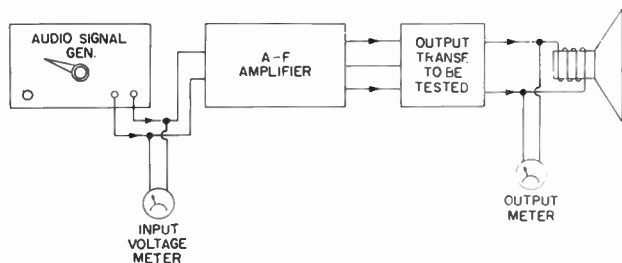 AUDIO SIGNAL
GEN.
A-F
AMPLIFIER
OUTPUT
TRANSF.
TO BE
TESTED
INPUT
VOLTAGE
METER
OUTPUT
METER